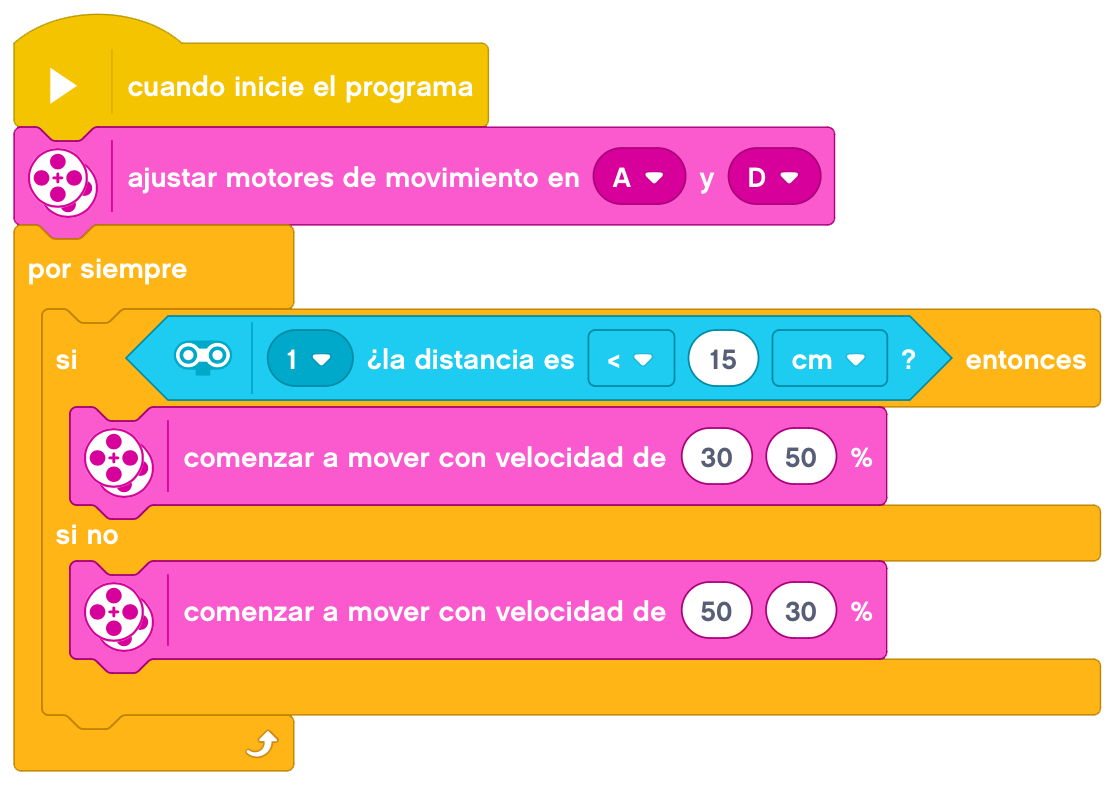 cuando inicie el programa
ajustar motores de movimiento en A y D
por siempre
si 1 ¿la distancia es < 15 cm ? entonces
comenzar a mover con velocidad de 30 50 %
si no
comenzar a mover con velocidad de 50 30 %